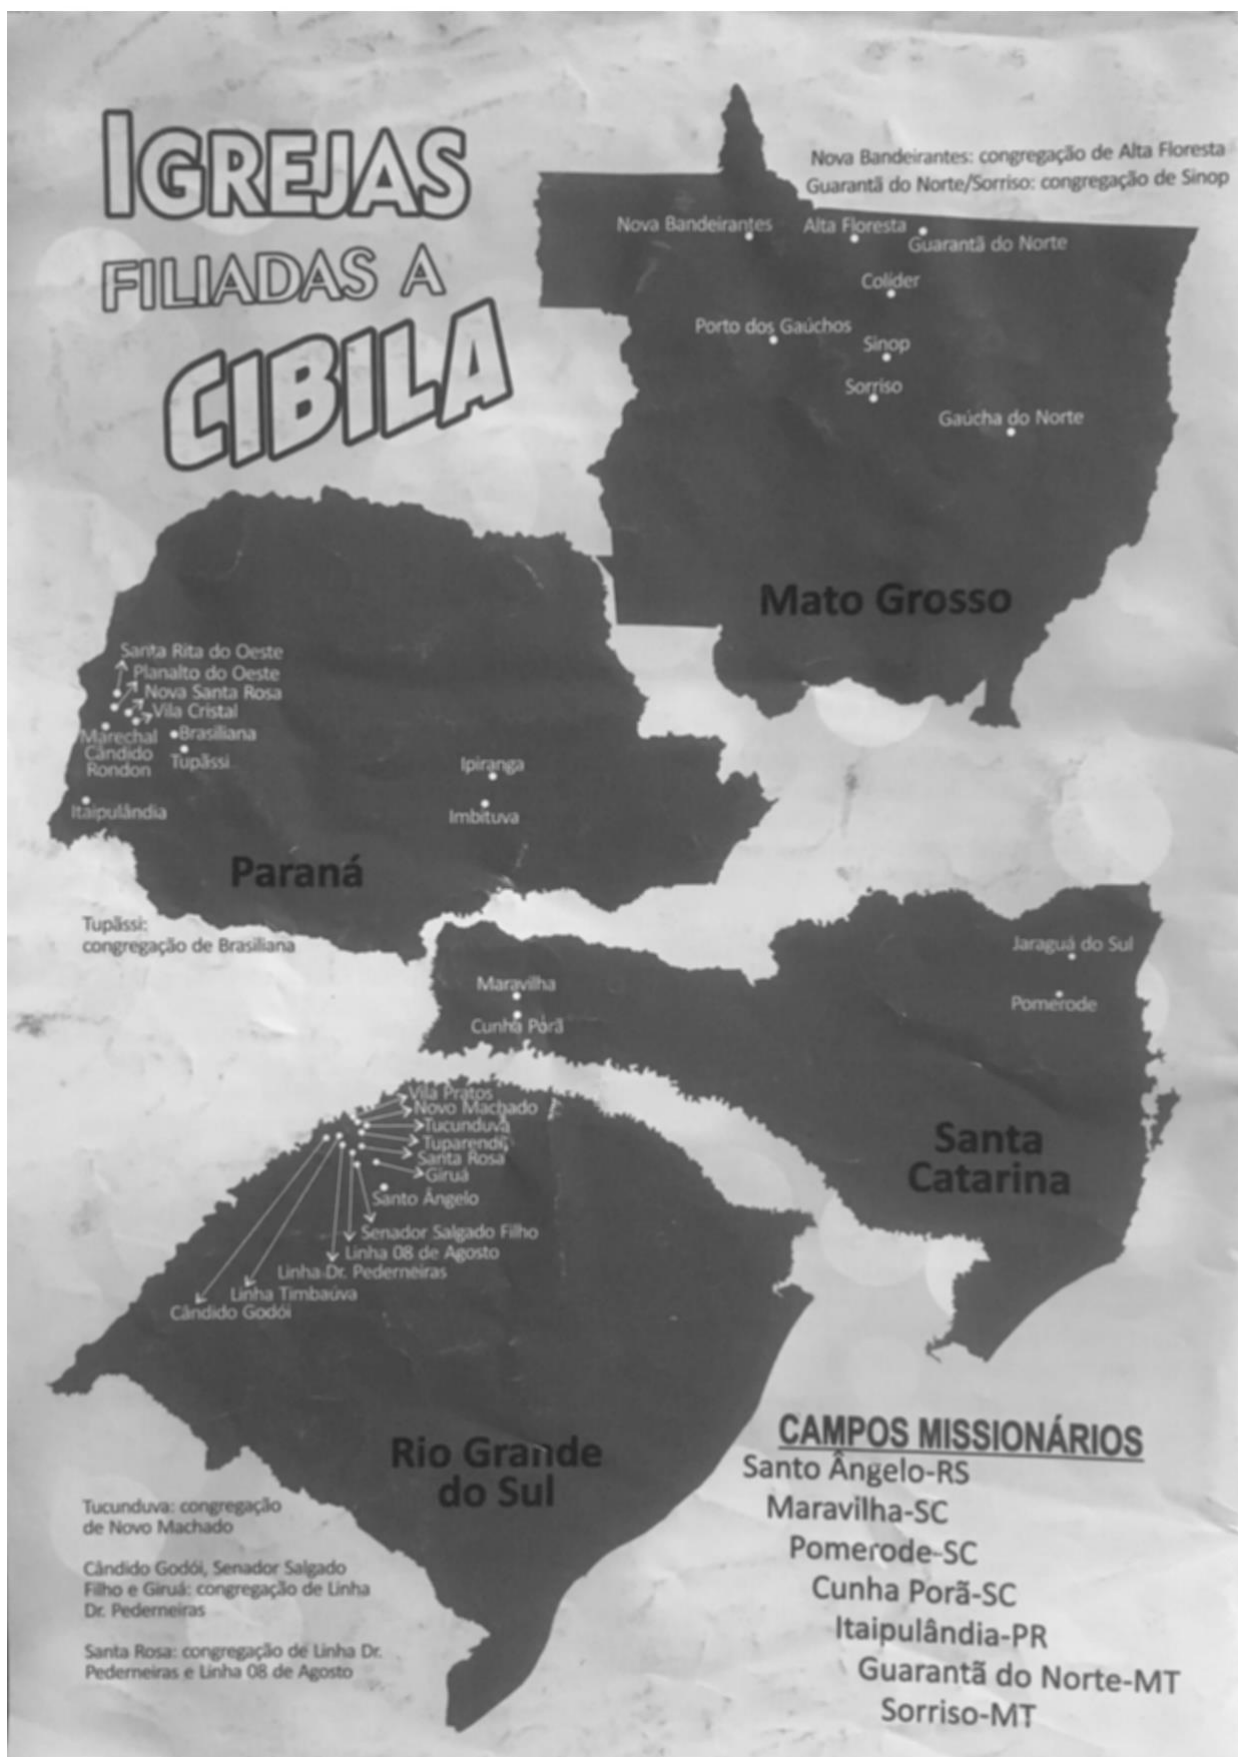 IGREJAS
FILIADAS A
CIBILA
Nova Bandeirantes: congregação de Alta Floresta
Guarantã do Norte/Sorriso: congregação de Sinop
Nova Bandeirantes
Alta Floresta
Guarantã do Norte
Colíder
Porto dos Gaúchos
Sinop
Sorriso
Gaúcha do Norte
Mato Grosso
Santa Rita do Oeste
Planalto do Oeste
Nova Santa Rosa
Vila Cristal
Marechal
Cândido
Rondon
Brasiliana
Tupãssi
Itaipulândia
Ipiranga
Imbituva
Paraná
Tupãssi:
congregação de Brasiliana
Jaraguá do Sul
Pomerode
Maravilha
Cunha Porã
Santa
Catarina
Vila Pratos
Novo Machado
Tucunduva
Tuparendi
Santa Rosa
Giruá
Santo Ângelo
Senador Salgado Filho
Linha 08 de Agosto
Linha Dr. Pederneiras
Linha Timbaúva
Cândido Godói
Rio Grande
do Sul
Tucunduva: congregação
de Novo Machado
Cândido Godói, Senador Salgado
Filho e Giruá: congregação de Linha
Dr. Pederneiras
Santa Rosa: congregação de Linha Dr.
Pederneiras e Linha 08 de Agosto
CAMPOS MISSIONÁRIOS
Santo Ângelo-RS
Maravilha-SC
Pomerode-SC
Cunha Porã-SC
Itaipulândia-PR
Guarantã do Norte-MT
Sorriso-MT